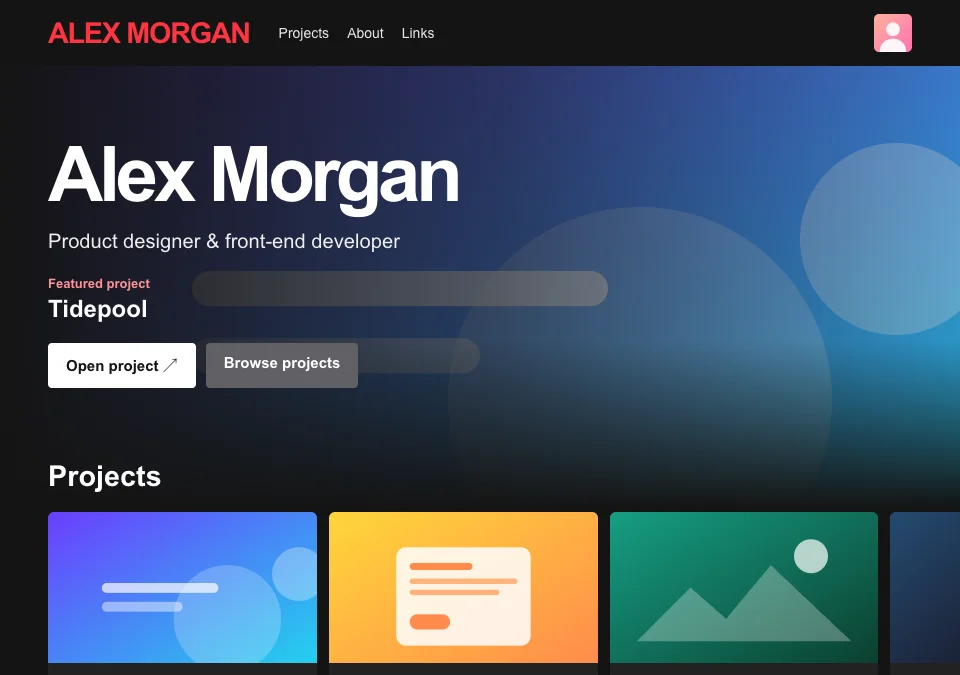 ALEX MORGAN
Projects About Links
Alex Morgan
Product designer & front-end developer
Featured project
Tidepool
Open project ↗
Browse projects
Projects